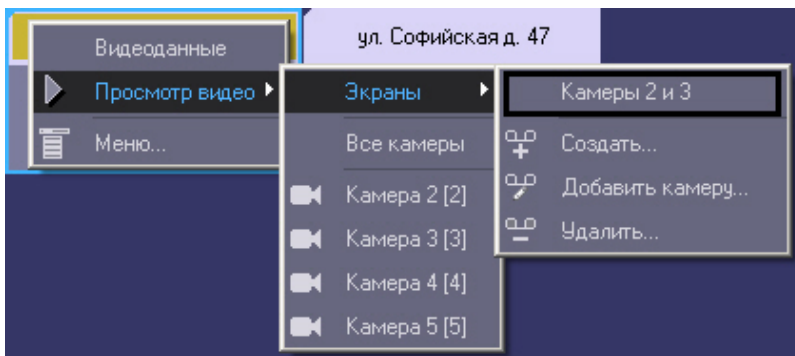 ул. Софийская д. 47
Видеоданные
Просмотр видео
Меню...
Экраны
Все камеры
Камера 2 [2]
Камера 3 [3]
Камера 4 [4]
Камера 5 [5]
Камеры 2 и 3
Создать...
Добавить камеру...
Удалить...